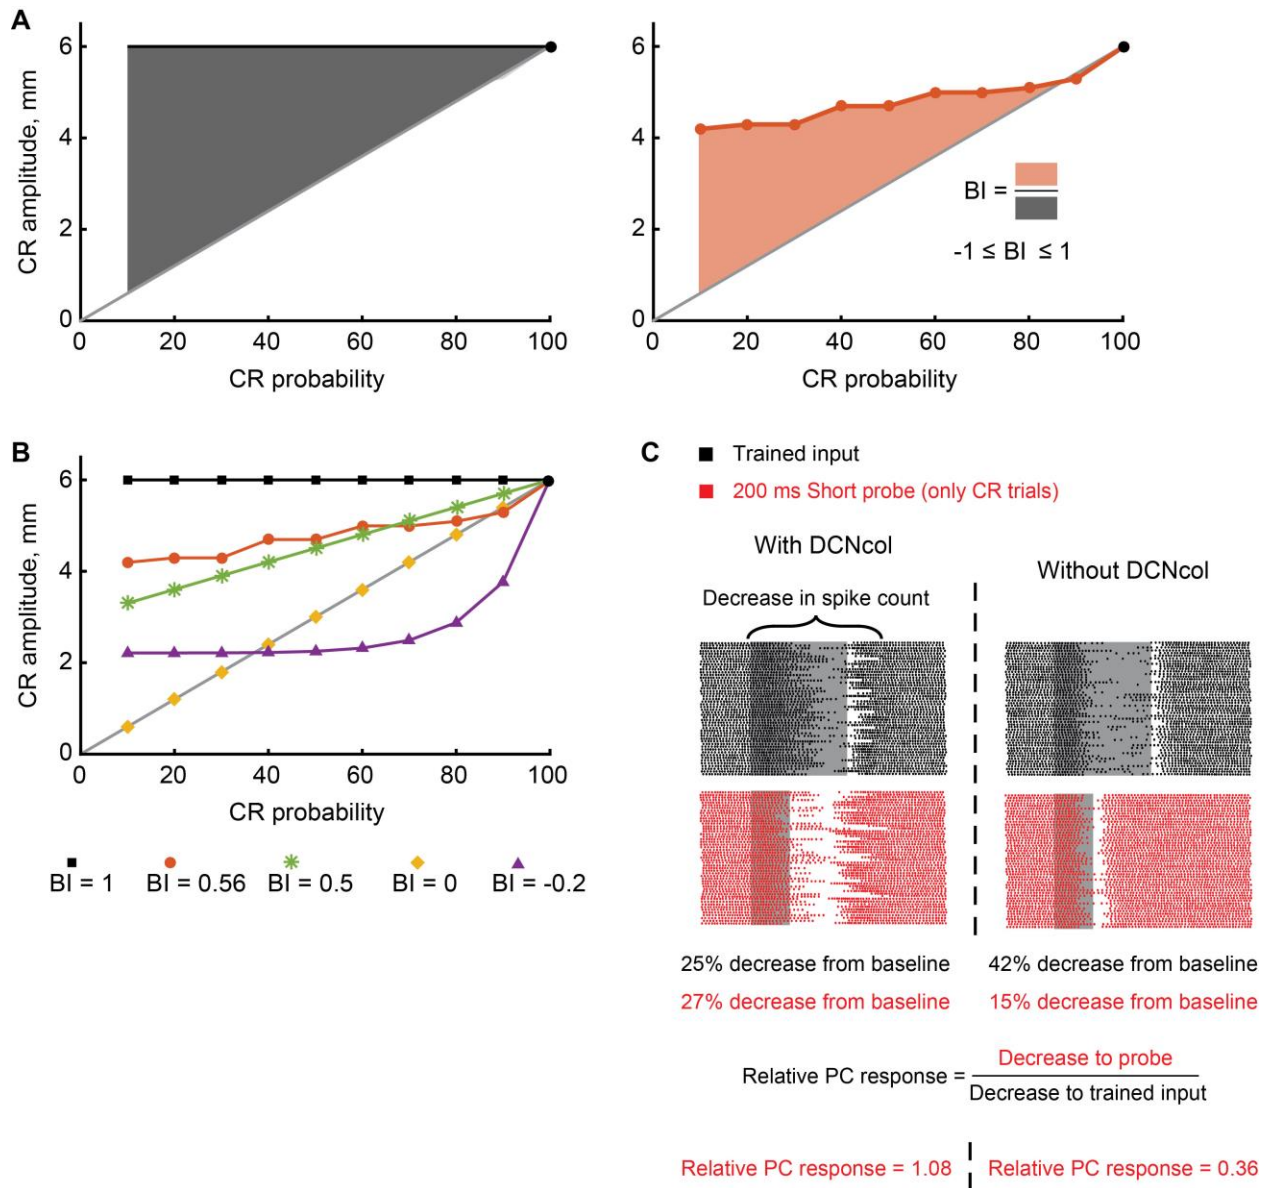 A
6
4
2
0
CR amplitude, mm
0 20 40 60 80 100
CR probability
6
4
2
0
BI =
-1 ≤ BI ≤ 1
0 20 40 60 80 100
CR probability
B
6
4
2
0
CR amplitude, mm
0 20 40 60 80 100
CR probability
BI = 1 BI = 0.56 BI = 0.5 BI = 0 BI = -0.2
C
Trained input
200 ms Short probe (only CR trials)
With DCNcol
Without DCNcol
Decrease in spike count
25% decrease from baseline
42% decrease from baseline
27% decrease from baseline
15% decrease from baseline
Relative PC response =
Decrease to probe
Decrease to trained input
Relative PC response = 1.08
Relative PC response = 0.36